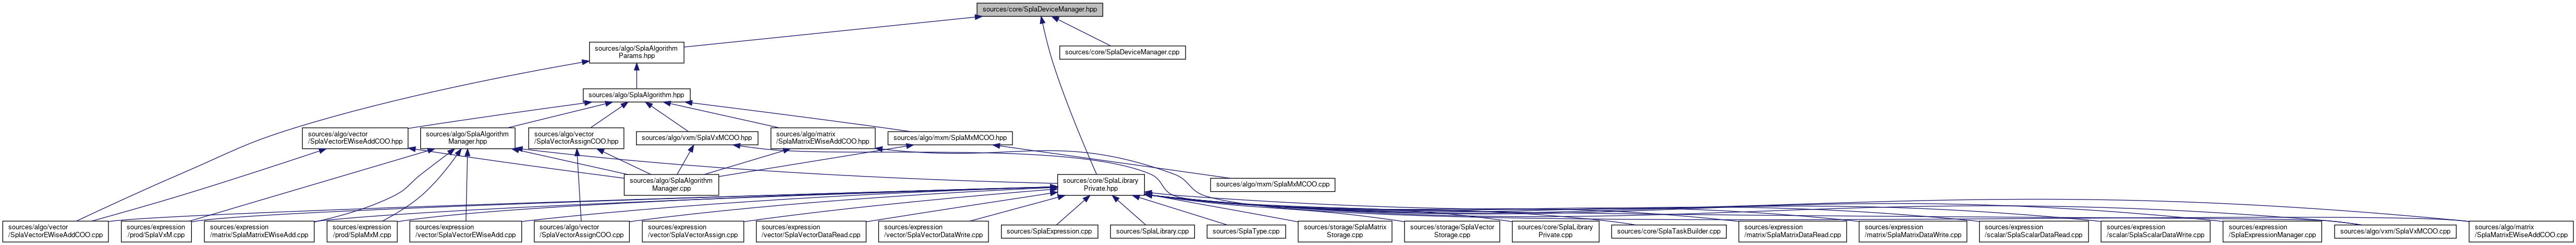 sources/core/SplaDeviceManager.hpp
sources/algo/SplaAlgorithm
Params.hpp
sources/core/SplaDeviceManager.cpp
sources/algo/SplaAlgorithm.hpp
sources/algo/vector
/SplaVectorEWiseAddCOO.hpp
sources/algo/SplaAlgorithm
Manager.hpp
sources/algo/vector
/SplaVectorAssignCOO.hpp
sources/algo/vxm/SplaVxMCOO.hpp
sources/algo/matrix
/SplaMatrixEWiseAddCOO.hpp
sources/algo/mxm/SplaMxMCOO.hpp
sources/algo/SplaAlgorithm
Manager.cpp
sources/core/SplaLibrary
Private.hpp
sources/algo/mxm/SplaMxMCOO.cpp
sources/algo/vector
/SplaVectorEWiseAddCOO.cpp
sources/expression
/prod/SplaVxM.cpp
sources/expression
/matrix/SplaMatrixEWiseAdd.cpp
sources/expression
/prod/SplaMxM.cpp
sources/expression
/vector/SplaVectorEWiseAdd.cpp
sources/algo/vector
/SplaVectorAssignCOO.cpp
sources/expression
/vector/SplaVectorAssign.cpp
sources/expression
/vector/SplaVectorDataRead.cpp
sources/expression
/vector/SplaVectorDataWrite.cpp
sources/SplaExpression.cpp
sources/SplaLibrary.cpp
sources/SplaType.cpp
sources/storage/SplaMatrix
Storage.cpp
sources/storage/SplaVector
Storage.cpp
sources/core/SplaLibrary
Private.cpp
sources/core/SplaTaskBuilder.cpp
sources/expression
/matrix/SplaMatrixDataRead.cpp
sources/expression
/matrix/SplaMatrixDataWrite.cpp
sources/expression
/scalar/SplaScalarDataRead.cpp
sources/expression
/scalar/SplaScalarDataWrite.cpp
sources/expression
/SplaExpressionManager.cpp
sources/algo/vxm/SplaVxMCOO.cpp
sources/algo/matrix
/SplaMatrixEWiseAddCOO.cpp